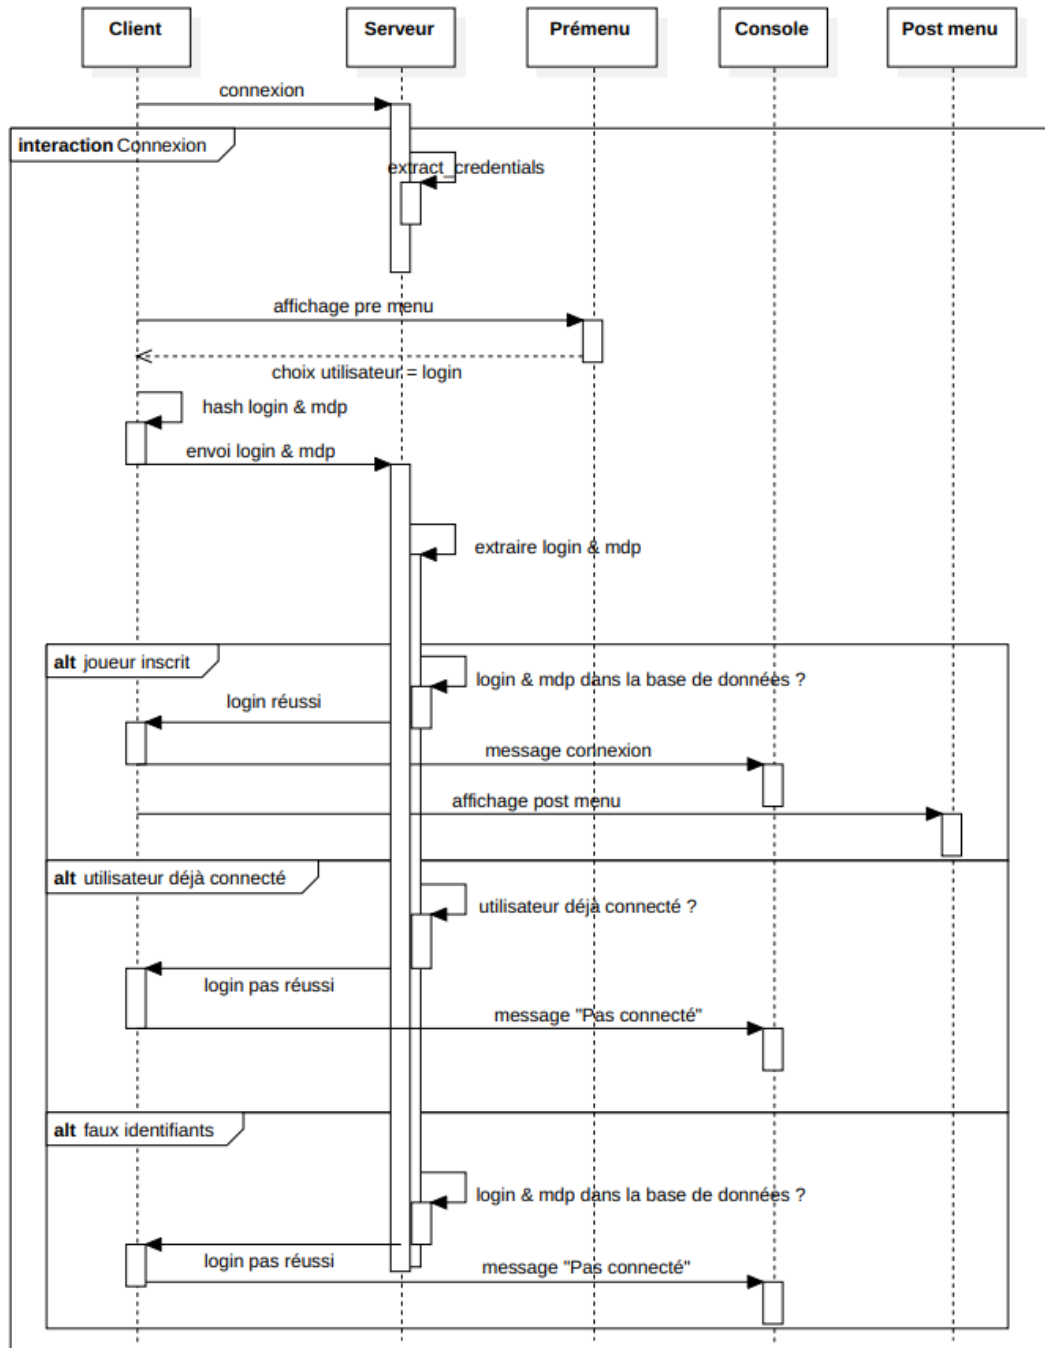 Client
Serveur
Prémenu
Console
Post menu
connexion
interaction Connexion
extract_credentials
affichage pre menu
choix utilisateur = login
hash login & mdp
envoi login & mdp
extraire login & mdp
alt joueur inscrit
login & mdp dans la base de données ?
login réussi
message connexion
affichage post menu
alt utilisateur déjà connecté
utilisateur déjà connecté ?
login pas réussi
message "Pas connecté"
alt faux identifiants
login & mdp dans la base de données ?
login pas réussi
message "Pas connecté"